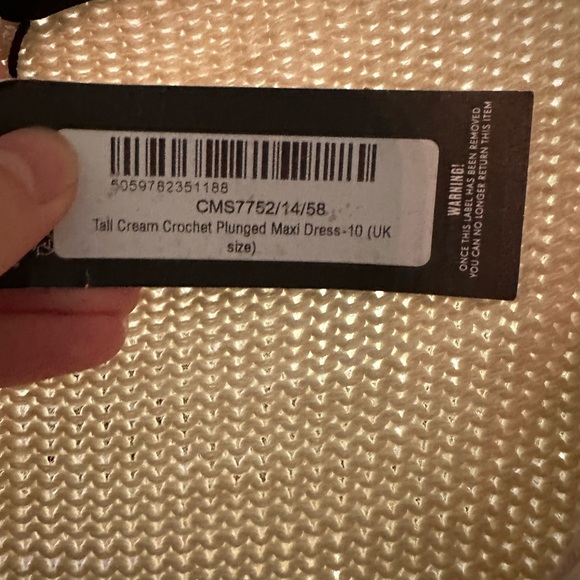 5059782351188
CMS7752/14/58
Tall Cream Crochet Plunged Maxi Dress-10 (UK
size)
WARNING!
ONCE THIS LABEL HAS BEEN REMOVED
YOU CAN NO LONGER RETURN THIS ITEM